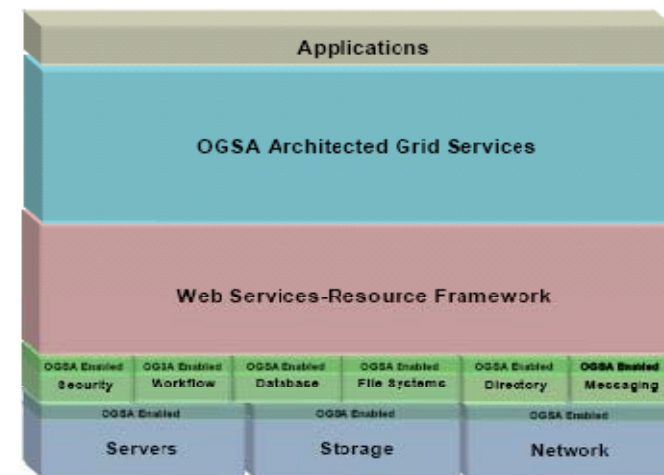 Applications
OGSA Architected Grid Services
Web Services-Resource Framework
OGSA Enabled OGSA Enabled OGSA Enabled OGSA Enabled OGSA Enabled OGSA Enabled
Security Workflow Database File Systems Directory Messaging
OGSA Enabled OGSA Enabled OGSA Enabled
Servers Storage Network